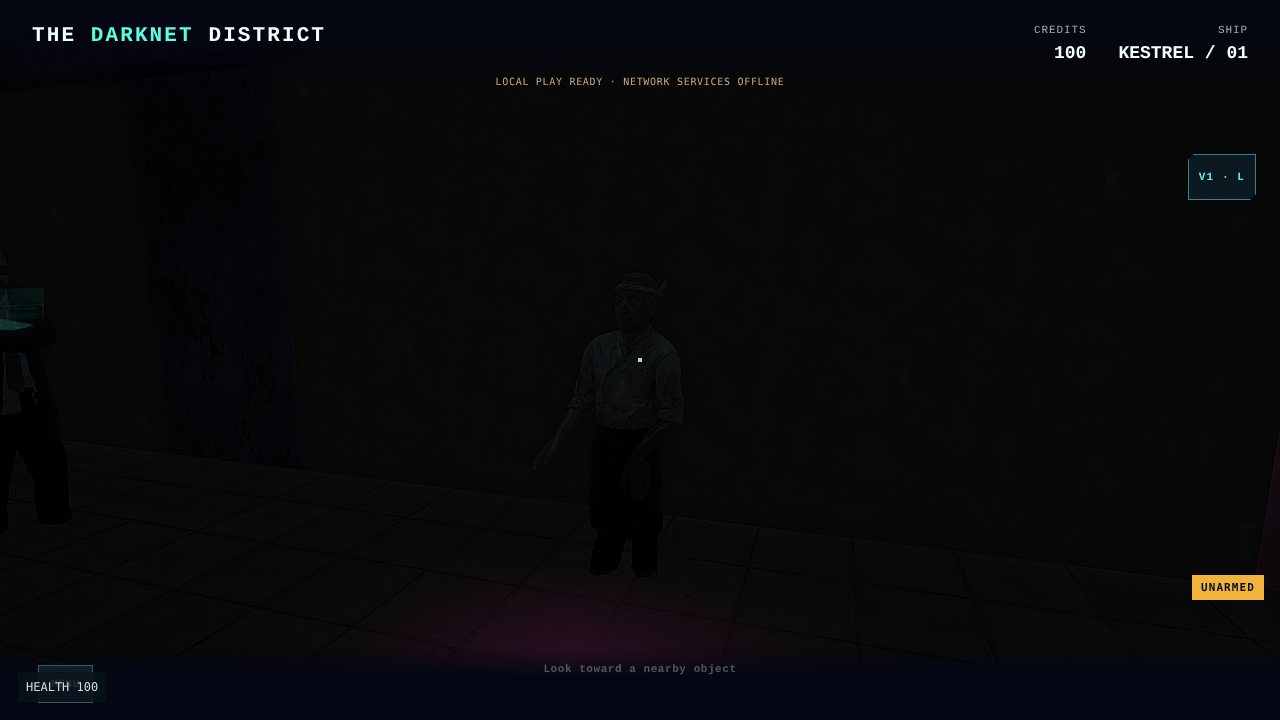 THE DARKNET DISTRICT
CREDITS
100
SHIP
KESTREL / 01
LOCAL PLAY READY · NETWORK SERVICES OFFLINE
V1 · L
UNARMED
Look toward a nearby object
HEALTH 100